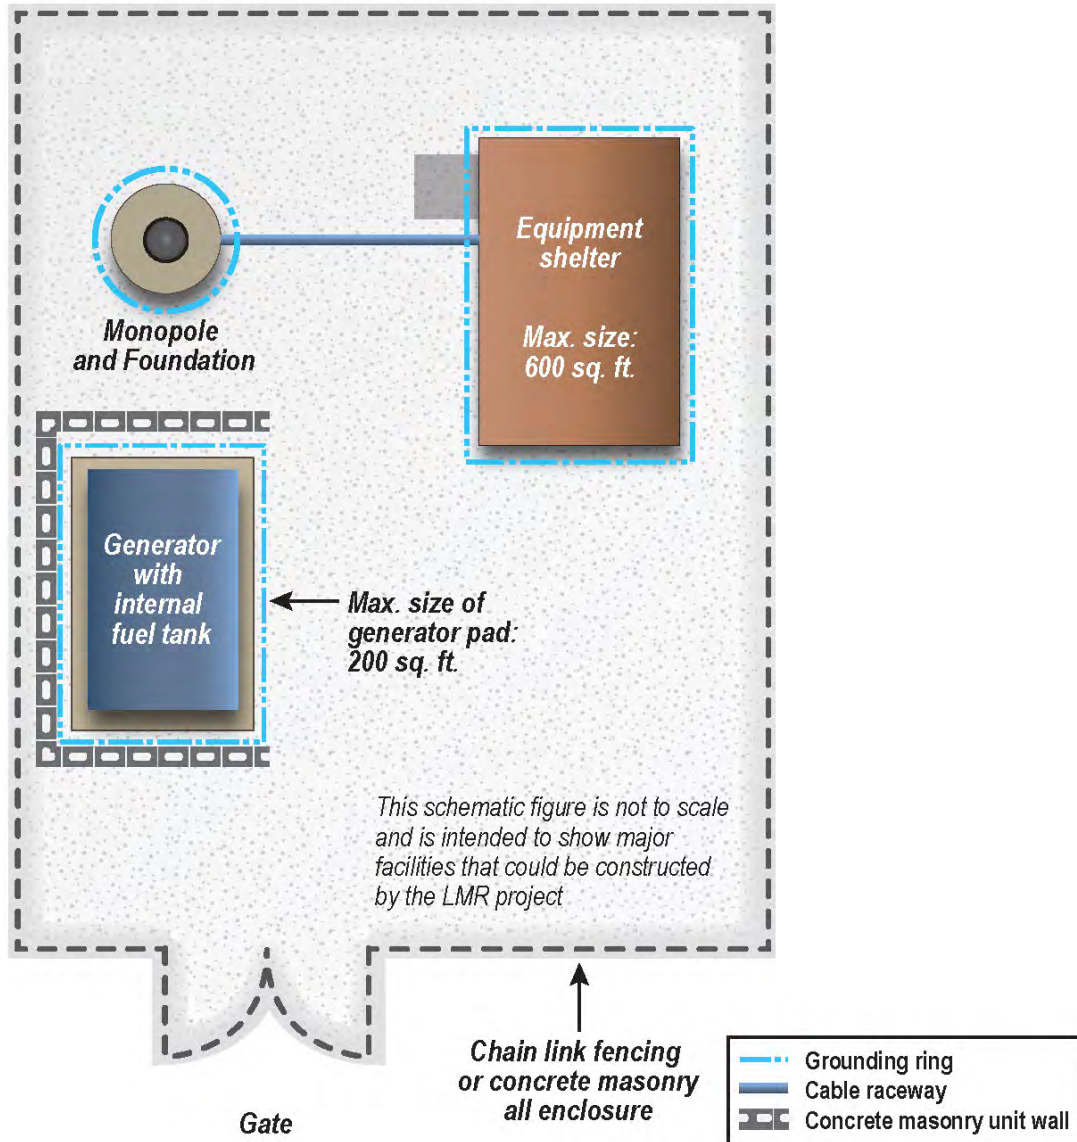 Equipment
shelter
Max. size:
600 sq. ft.
Monopole
and Foundation
Generator
with
internal
fuel tank
Max. size of
generator pad:
200 sq. ft.
This schematic figure is not to scale
and is intended to show major
facilities that could be constructed
by the LMR project
Chain link fencing
or concrete masonry
all enclosure
Gate
Grounding ring
Cable raceway
Concrete masonry unit wall